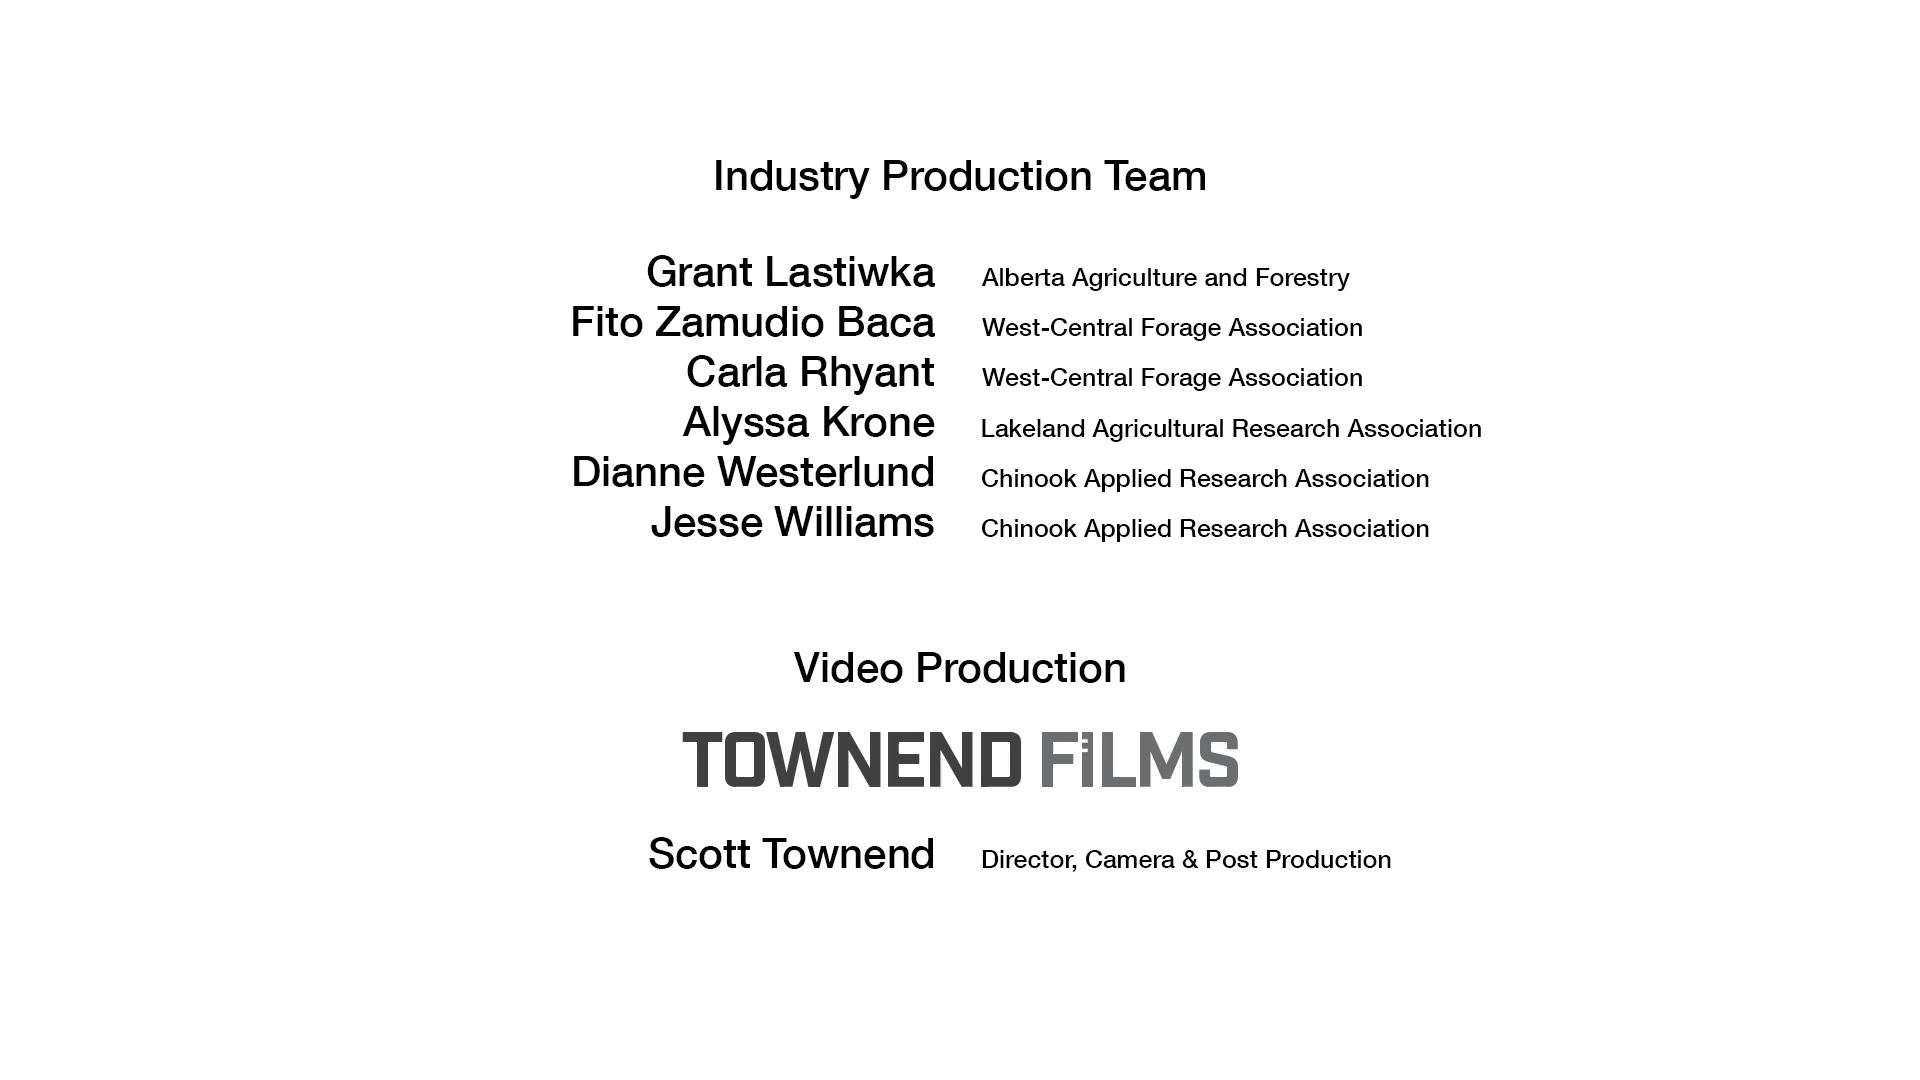 Industry Production Team
Grant Lastiwka Alberta Agriculture and Forestry
Fito Zamudio Baca West-Central Forage Association
Carla Rhyant West-Central Forage Association
Alyssa Krone Lakeland Agricultural Research Association
Dianne Westerlund Chinook Applied Research Association
Jesse Williams Chinook Applied Research Association
Video Production
TOWNEND FiLMS
Scott Townend Director, Camera & Post Production